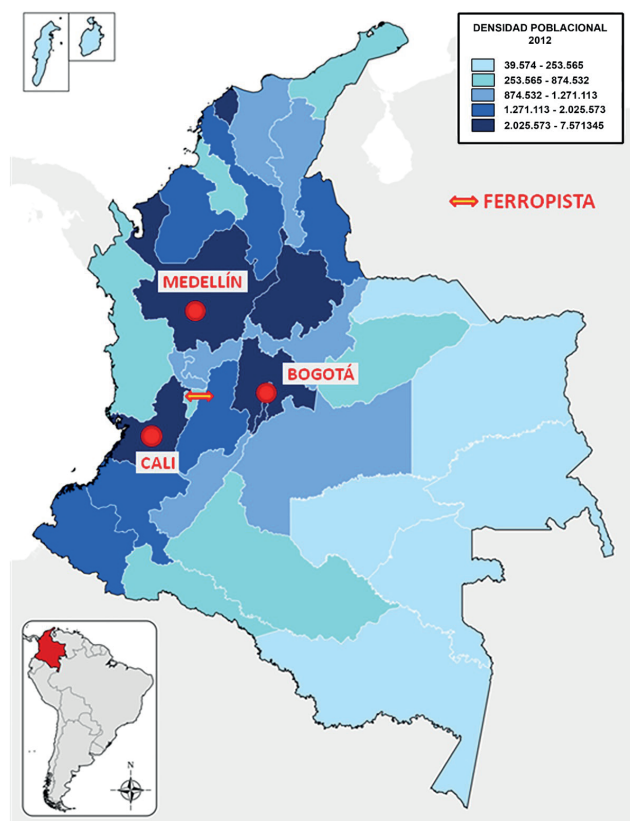 DENSIDAD POBLACIONAL
2012
39.574 - 253.565
253.565 - 874.532
874.532 - 1.271.113
1.271.113 - 2.025.573
2.025.573 - 7.571345
FERROPISTA
MEDELLÍN
BOGOTÁ
CALI
N